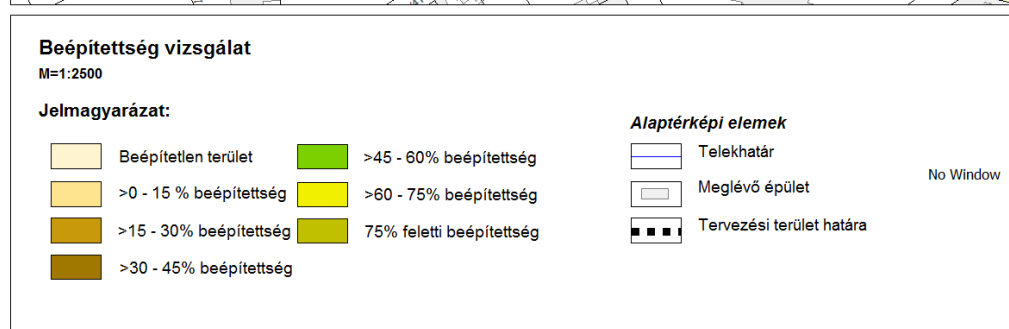 Beépítettség vizsgálat
M=1:2500
Jelmagyarázat:
Beépítetlen terület
>0 - 15 % beépítettség
>15 - 30% beépítettség
>30 - 45% beépítettség
>45 - 60% beépítettség
>60 - 75% beépítettség
75% feletti beépítettség
Alaptérképi elemek
Telekhatár
Meglévő épület
Tervezési terület határa
No Window